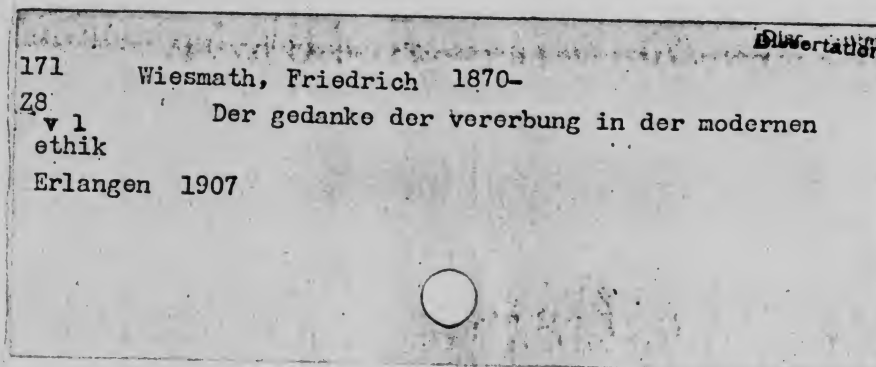 Dissertation
171 Wiesmath, Friedrich 1870-
Z8
v 1 Der gedanke der vererbung in der modernen
ethik
Erlangen 1907